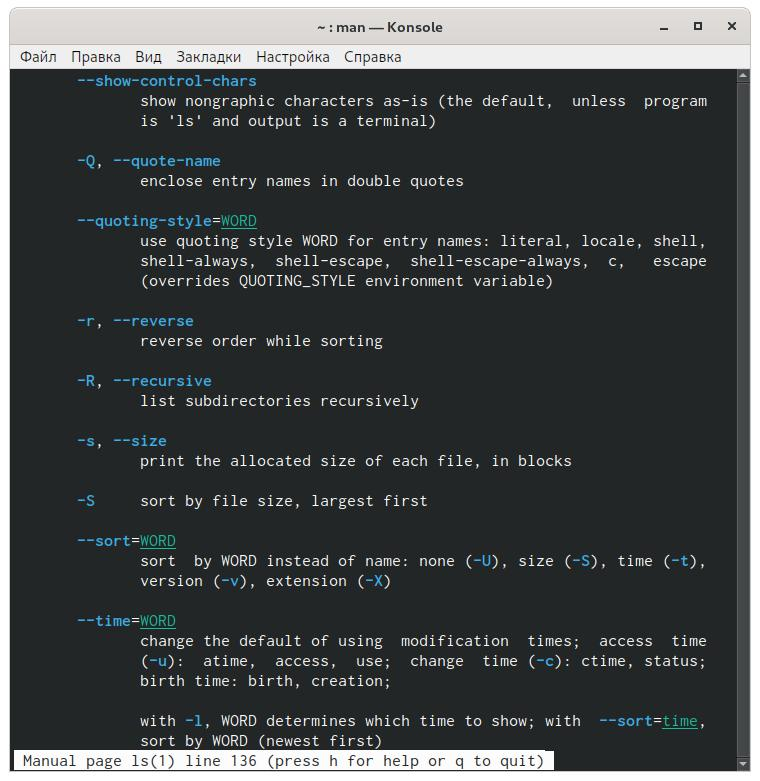 ~ : man — Konsole
Файл Правка Вид Закладки Настройка Справка
--show-control-chars
show nongraphic characters as-is (the default, unless program
is 'ls' and output is a terminal)
-Q, --quote-name
enclose entry names in double quotes
--quoting-style=WORD
use quoting style WORD for entry names: literal, locale, shell,
shell-always, shell-escape, shell-escape-always, c, escape
(overrides QUOTING_STYLE environment variable)
-r, --reverse
reverse order while sorting
-R, --recursive
list subdirectories recursively
-s, --size
print the allocated size of each file, in blocks
-S sort by file size, largest first
--sort=WORD
sort by WORD instead of name: none (-U), size (-S), time (-t),
version (-v), extension (-X)
--time=WORD
change the default of using modification times; access time
(-u): atime, access, use; change time (-c): ctime, status;
birth time: birth, creation;
with -l, WORD determines which time to show; with --sort=time,
sort by WORD (newest first)
Manual page ls(1) line 136 (press h for help or q to quit)